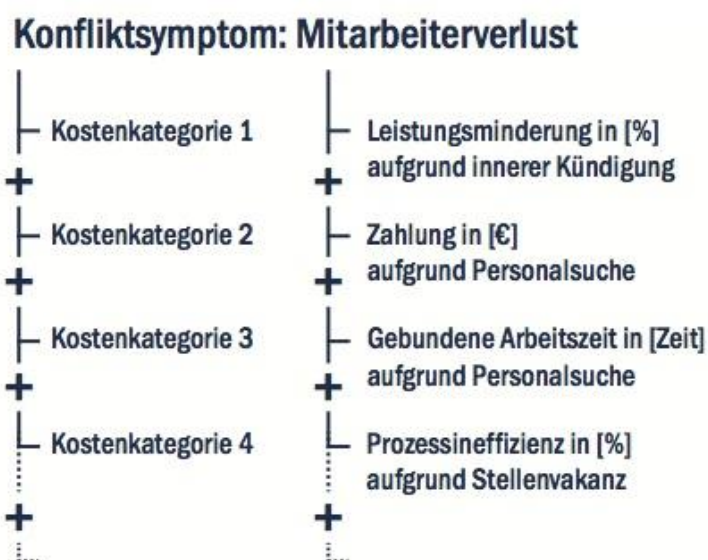 Konfliktsymptom: Mitarbeiterverlust
Kostenkategorie 1
Leistungsminderung in [%]
aufgrund innerer Kündigung
+
+
Kostenkategorie 2
Zahlung in [€]
aufgrund Personalsuche
+
+
Kostenkategorie 3
Gebundene Arbeitszeit in [Zeit]
aufgrund Personalsuche
+
+
Kostenkategorie 4
Prozessineffizienz in [%]
aufgrund Stellenvakanz
+
+